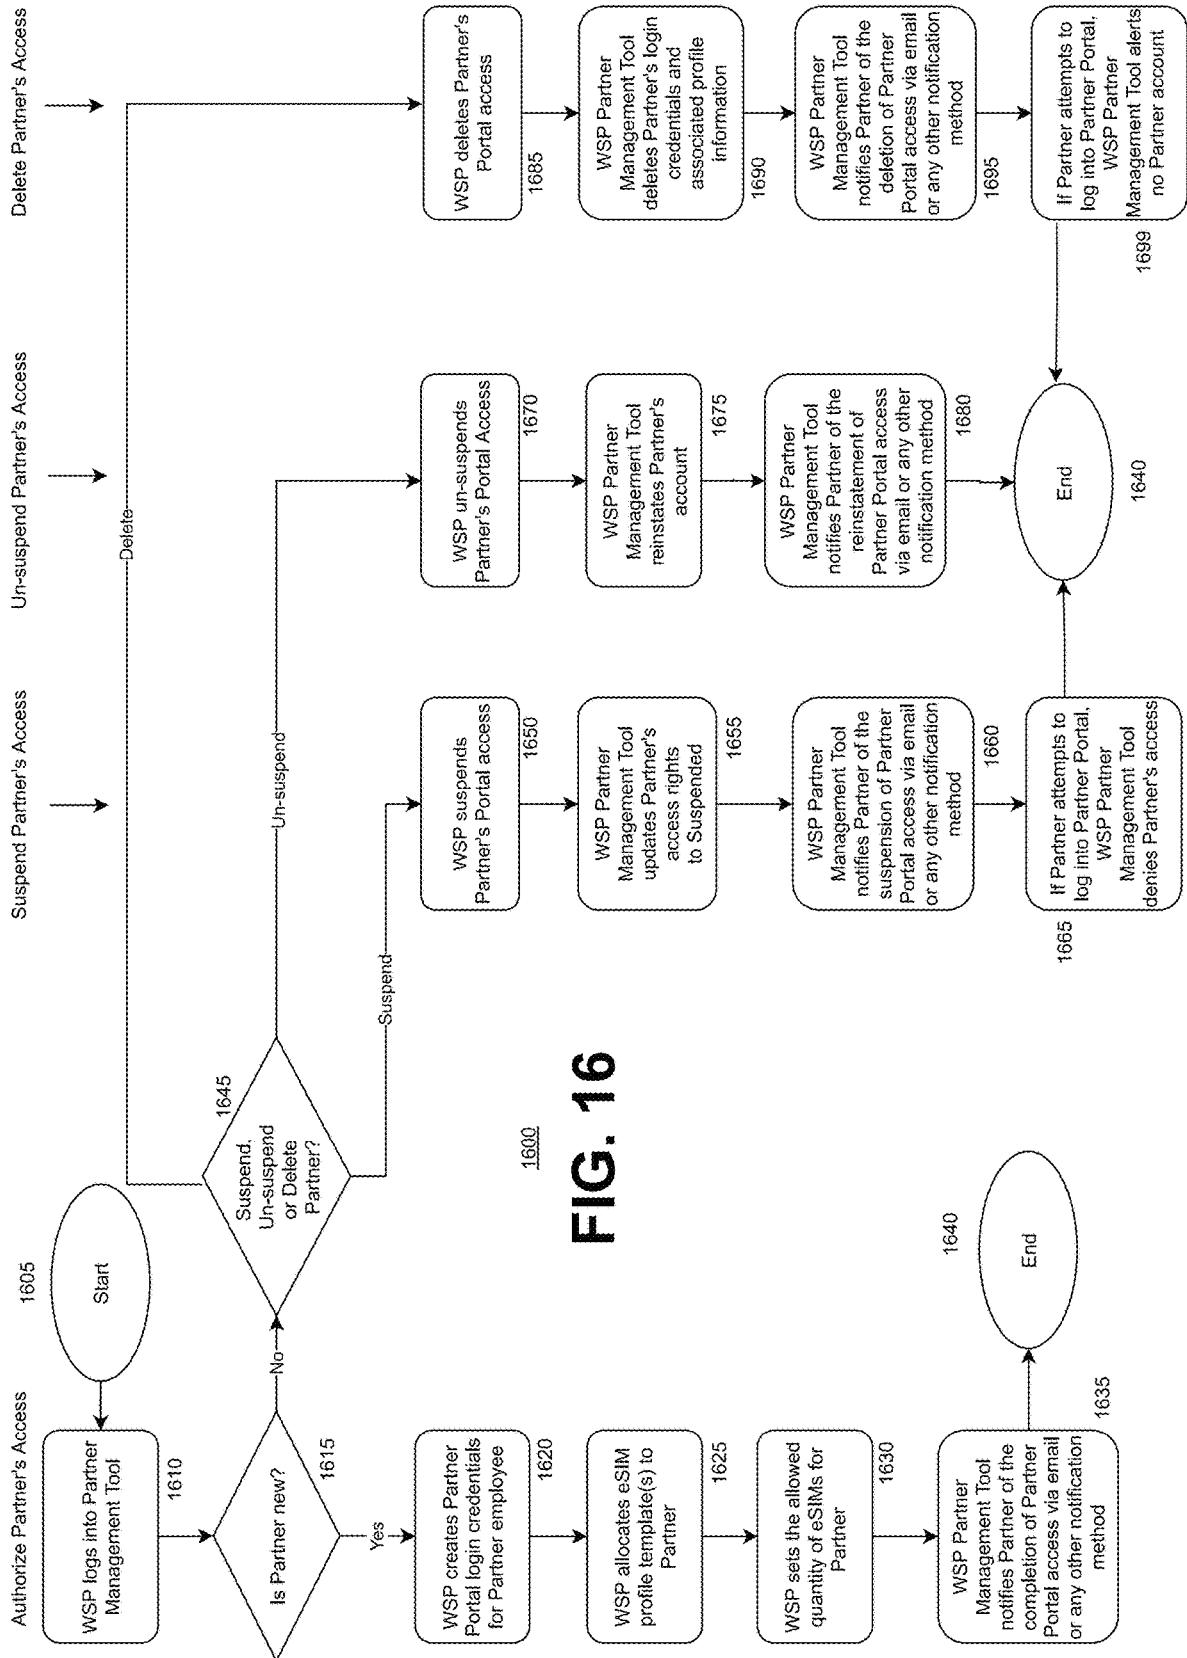 Authorize Partner's Access
Suspend Partner's Access
Un-suspend Partner's Access
Delete Partner's Access
1605
Start
WSP logs into Partner
Management Tool
1610
Is Partner new?
1615
No
Yes
Suspend,
Un-suspend
or Delete
Partner?
1645
Delete
Un-suspend
Suspend
WSP creates Partner
Portal login credentials
for Partner employee
1620
WSP allocates eSIM
profile template(s) to
Partner
1625
WSP sets the allowed
quantity of eSIMs for
Partner
1630
WSP Partner
Management Tool
notifies Partner of the
completion of Partner
Portal access via email
or any other notification
method
1635
End
1640
WSP suspends
Partner's Portal access
1650
WSP Partner
Management Tool
updates Partner's
access rights
to Suspended
1655
WSP Partner
Management Tool
notifies Partner of the
suspension of Partner
Portal access via email
or any other notification
method
1660
If Partner attempts to
log into Partner Portal,
WSP Partner
Management Tool
denies Partner's access
1665
WSP un-suspends
Partner's Portal Access
1670
WSP Partner
Management Tool
reinstates Partner's
account
1675
WSP Partner
Management Tool
notifies Partner of the
reinstatement of
Partner Portal access
via email or any other
notification method
1680
End
1640
WSP deletes Partner's
Portal access
1685
WSP Partner
Management Tool
deletes Partner's login
credentials and
associated profile
information
1690
WSP Partner
Management Tool
notifies Partner of the
deletion of Partner
Portal access via email
or any other notification
method
1695
If Partner attempts to
log into Partner Portal,
WSP Partner
Management Tool alerts
no Partner account
1699
1600
FIG. 16